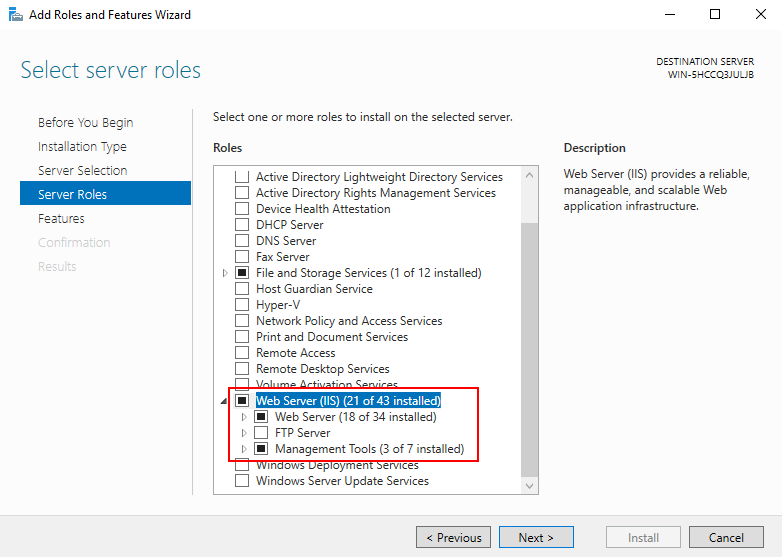 Add Roles and Features Wizard
Select server roles
DESTINATION SERVER
WIN-5HCCQ3JULJB
Before You Begin
Installation Type
Server Selection
Server Roles
Features
Confirmation
Results
Select one or more roles to install on the selected server.
Roles
Active Directory Lightweight Directory Services
Active Directory Rights Management Services
Device Health Attestation
DHCP Server
DNS Server
Fax Server
File and Storage Services (1 of 12 installed)
Host Guardian Service
Hyper-V
Network Policy and Access Services
Print and Document Services
Remote Access
Remote Desktop Services
Volume Activation Services
Web Server (IIS) (21 of 43 installed)
Web Server (18 of 34 installed)
FTP Server
Management Tools (3 of 7 installed)
Windows Deployment Services
Windows Server Update Services
Description
Web Server (IIS) provides a reliable,
manageable, and scalable Web
application infrastructure.
< Previous
Next >
Install
Cancel